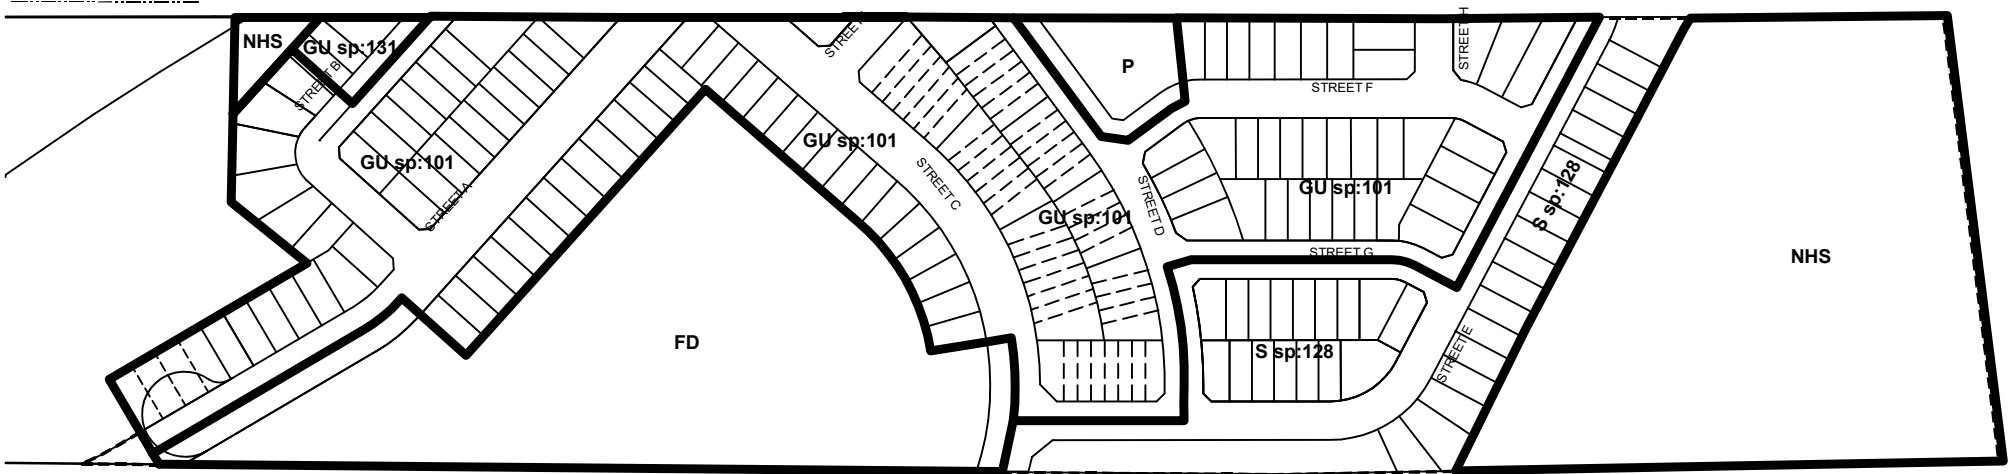 NHS
GU sp:131
STREET B
GU sp:101
STREET A
STREET
GU sp:101
STREET C
GU sp:101
STREET D
P
STREET H
STREET F
GU sp:101
STREET G
S sp:128
S sp:128
STREET E
FD
NHS